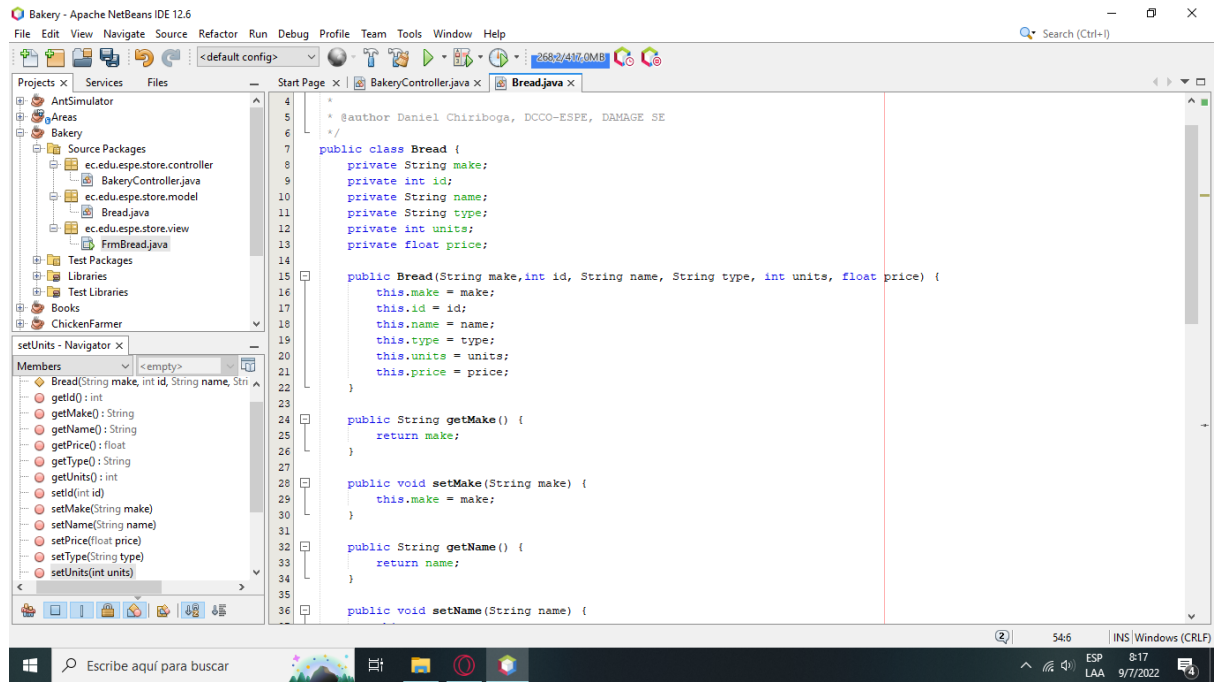 Bakery - Apache NetBeans IDE 12.6
File Edit View Navigate Source Refactor Run Debug Profile Team Tools Window Help
Search (Ctrl+I)
<default config>
268,2/417,0MB
Projects Services Files
Start Page BakeryController.java Bread.java
AntSimulator
Areas
Bakery
Source Packages
ec.edu.espe.store.controller
BakeryController.java
ec.edu.espe.store.model
Bread.java
ec.edu.espe.store.view
FrmBread.java
Test Packages
Libraries
Test Libraries
Books
ChickenFarmer
setUnits - Navigator
Members <empty>
Bread(String make, int id, String name, Stri
getId() : int
getMake() : String
getName() : String
getPrice() : float
getType() : String
getUnits() : int
setId(int id)
setMake(String make)
setName(String name)
setPrice(float price)
setType(String type)
setUnits(int units)
4 *
5 * @author Daniel Chiriboga, DCCO-ESPE, DAMAGE SE
6 */
7 public class Bread {
8 private String make;
9 private int id;
10 private String name;
11 private String type;
12 private int units;
13 private float price;
14
15 public Bread(String make,int id, String name, String type, int units, float price) {
16 this.make = make;
17 this.id = id;
18 this.name = name;
19 this.type = type;
20 this.units = units;
21 this.price = price;
22 }
23
24 public String getMake() {
25 return make;
26 }
27
28 public void setMake(String make) {
29 this.make = make;
30 }
31
32 public String getName() {
33 return name;
34 }
35
36 public void setName(String name) {
2 54:6 INS Windows (CRLF)
Escribe aquí para buscar
ESP 8:17
LAA 9/7/2022
4